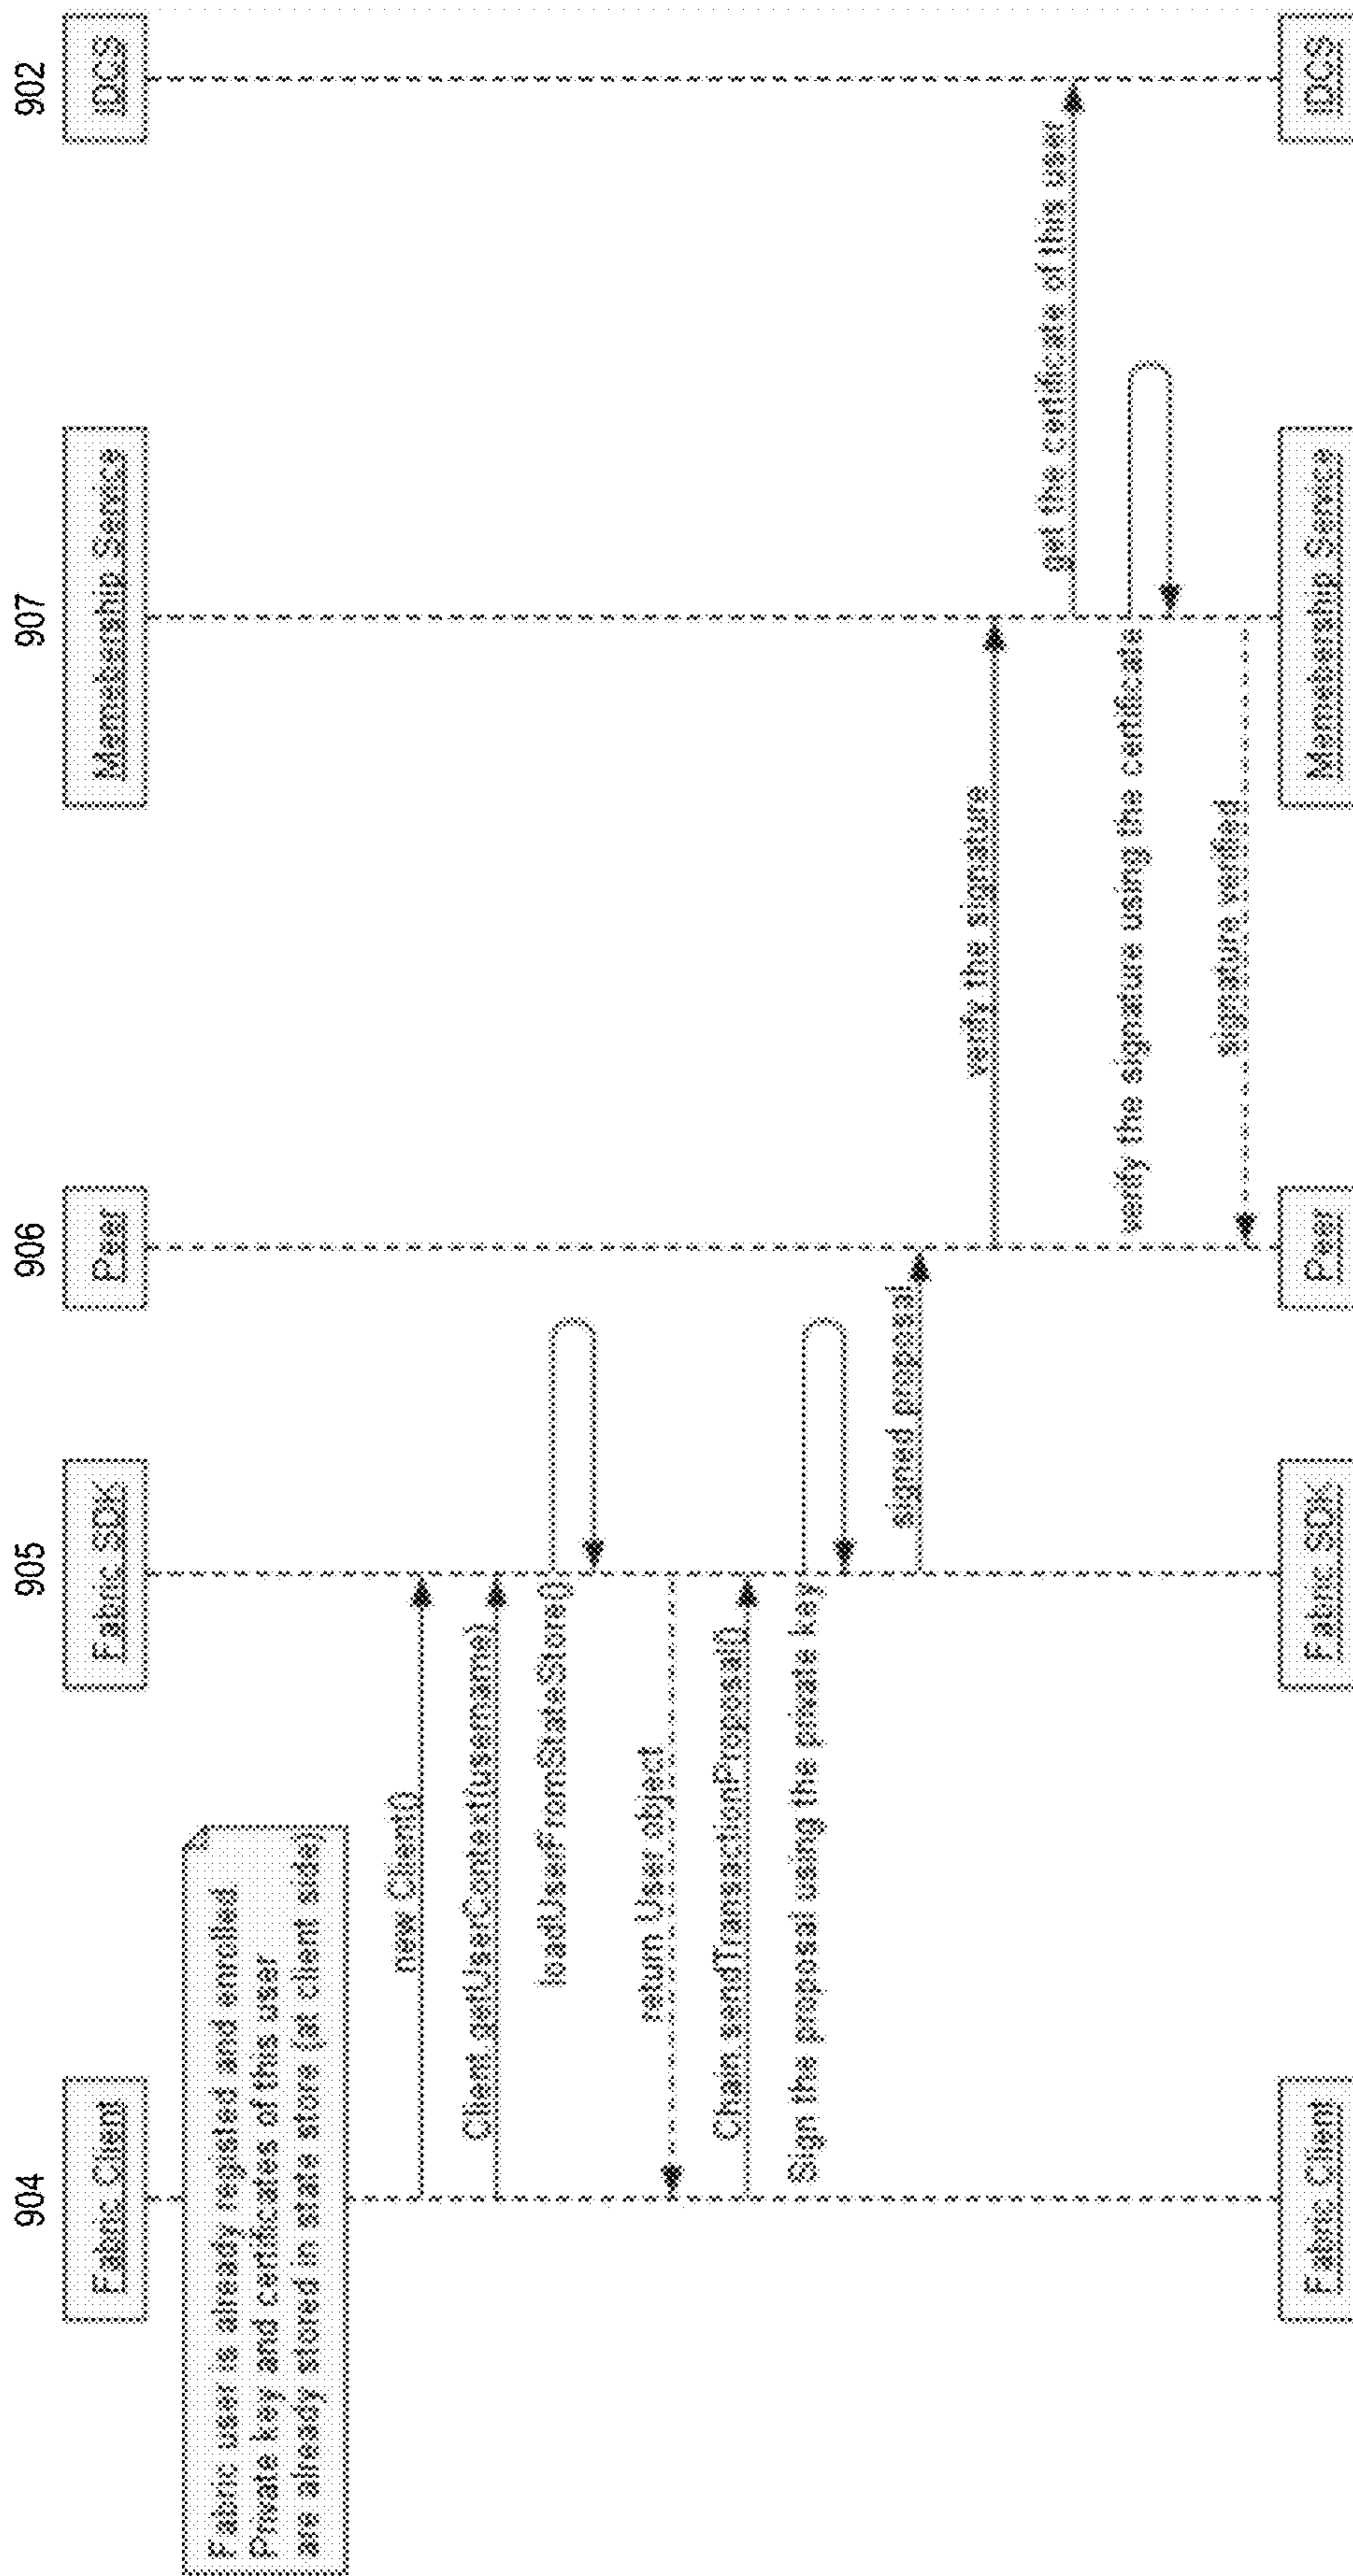 904
905
906
907
902
Fabric Client
Fabric SDK
Peer
Membership Service
IDCS
Fabric user is already registed and enrolled
Private key and certificates of this user
are already stored in state store (at client side)
new Client()
Client.getUserContext(username)
loadUserFromStateStore()
return User object
Chain.sendTransactionProposal()
Sign the proposal using the private key
signed proposal
verify the signature
get the certificate of this user
verify the signature using the certificate
signature verified
Fabric Client
Fabric SDK
Peer
Membership Service
IDCS